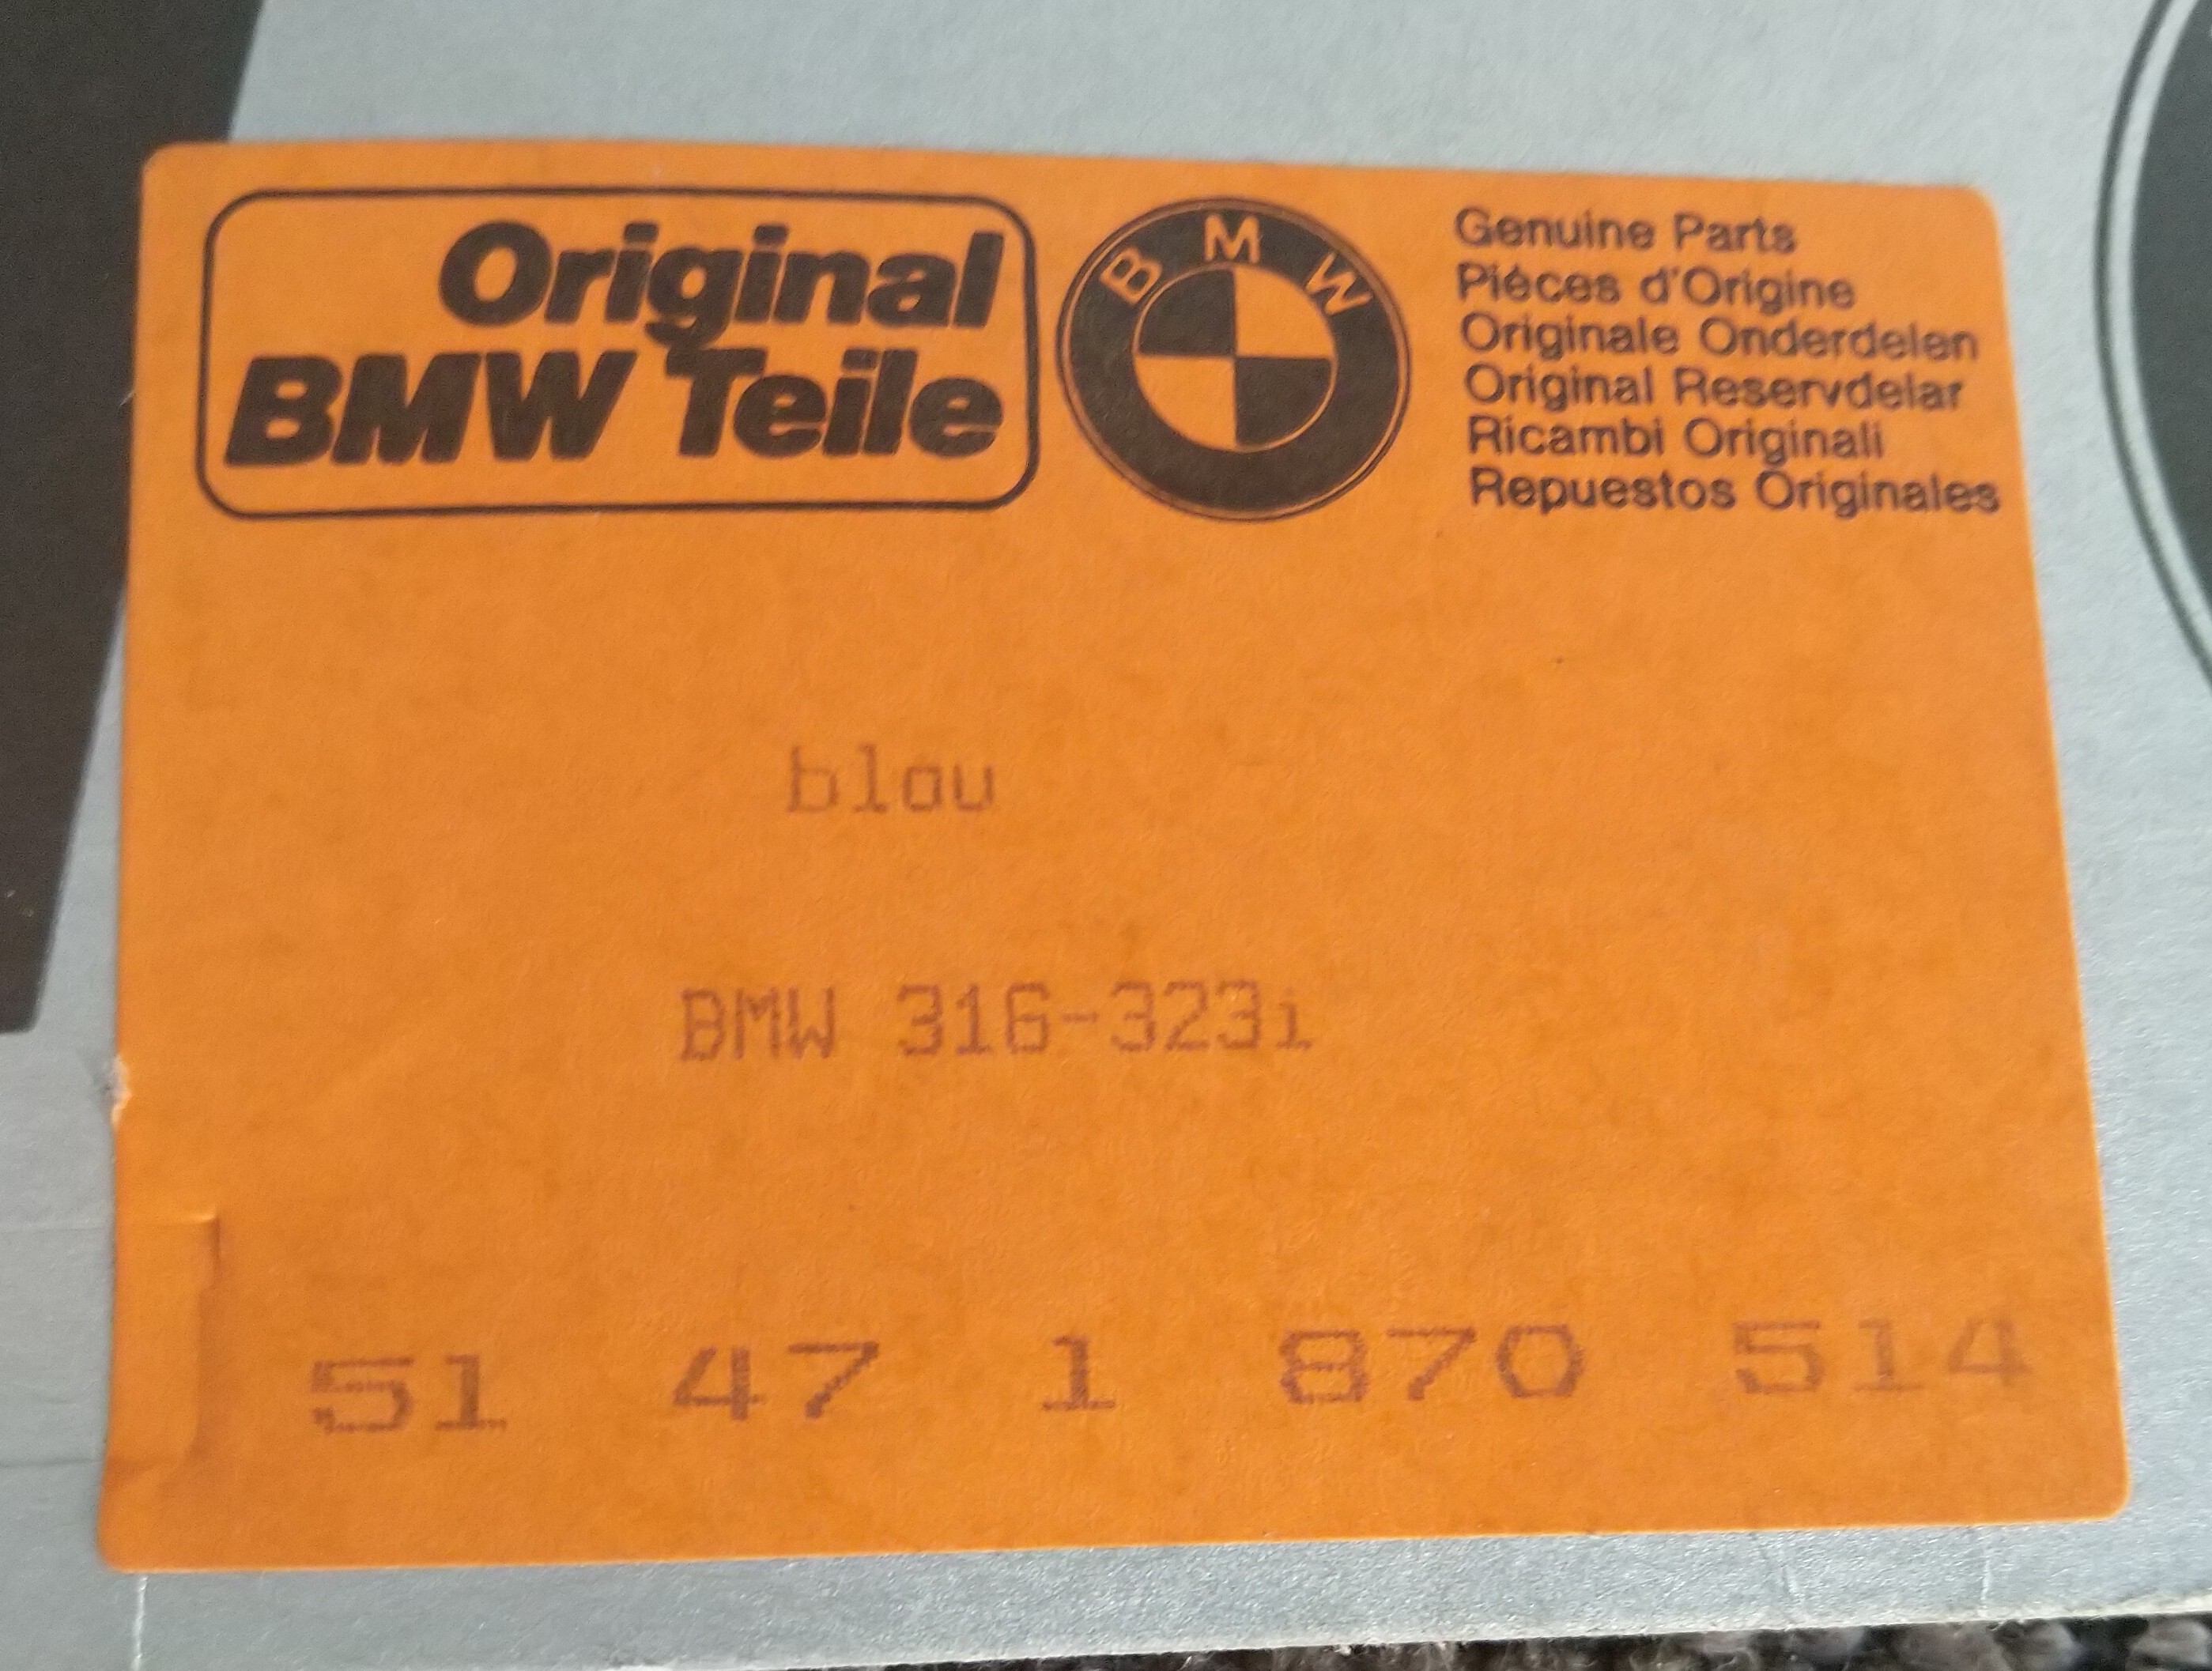 Original
BMW Teile
BMW
Genuine Parts
Pièces d'Origine
Originale Onderdelen
Original Reservdelar
Ricambi Originali
Repuestos Originales
blau
BMW 316-323i
51 47 1 870 514